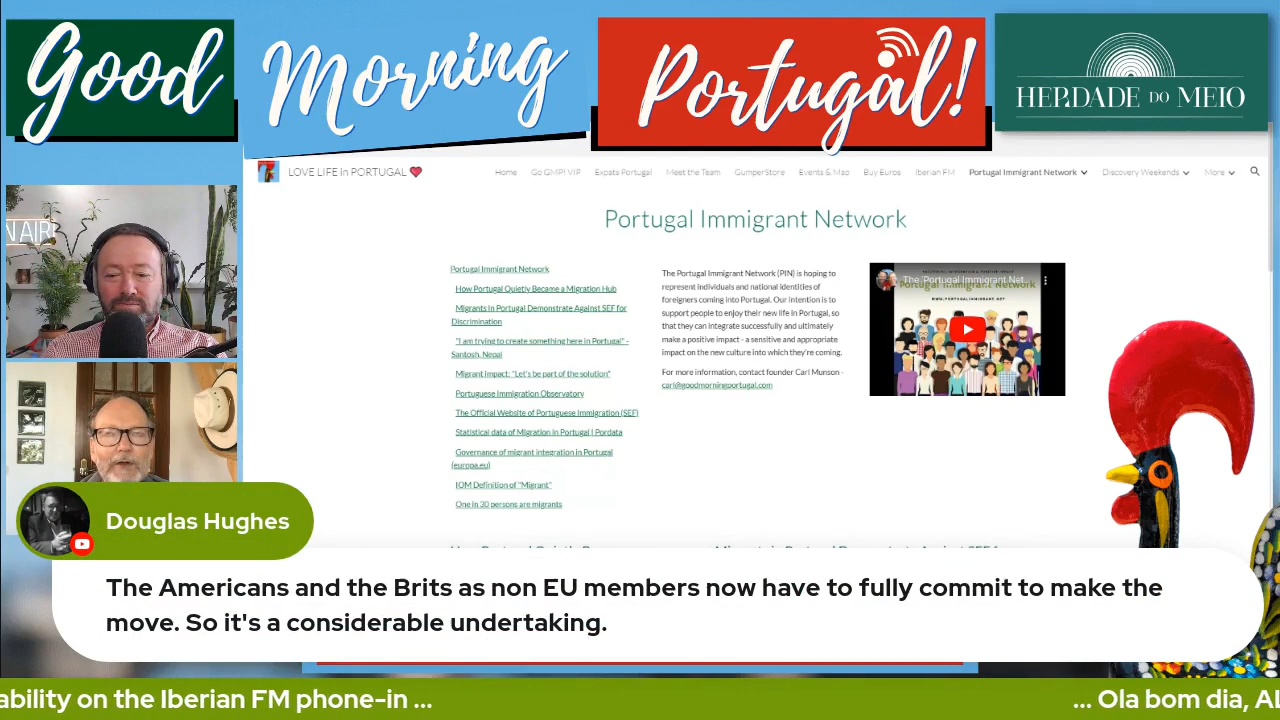 Good
Morning
Portugal!
HERDADE DO MEIO
LOVE LIFE in PORTUGAL ❤
Home
Go GMP! VIP
Expats Portugal
Meet the Team
GumperStore
Events & Map
Buy Euros
Iberian FM
Portugal Immigrant Network
Discovery Weekends
More
N AIR
Portugal Immigrant Network
Portugal Immigrant Network
How Portugal Quietly Became a Migration Hub
Migrants in Portugal Demonstrate Against SEF for
Discrimination
"I am trying to create something here in Portugal" -
Santosh, Nepal
Migrant Impact: "Let's be part of the solution"
Portuguese Immigration Observatory
The Official Website of Portuguese Immigration (SEF)
Statistical data of Migration in Portugal | Pordata
Governance of migrant integration in Portugal
(europa.eu)
IOM Definition of "Migrant"
One in 30 persons are migrants
The Portugal Immigrant Network (PIN) is hoping to
represent individuals and national identities of
foreigners coming into Portugal. Our intention is to
support people to enjoy their new life in Portugal, so
that they can integrate successfully and ultimately
make a positive impact - a sensitive and appropriate
impact on the new culture into which they're coming.
For more information, contact founder Carl Munson -
carl@goodmorningportugal.com
The 'Portugal Immigrant Net...
Portugal Immigrant Network
WWW.PORTUGALIMMIGRANT.NET
Douglas Hughes
The Americans and the Brits as non EU members now have to fully commit to make the
move. So it's a considerable undertaking.
ability on the Iberian FM phone-in ...
... Ola bom dia, AL